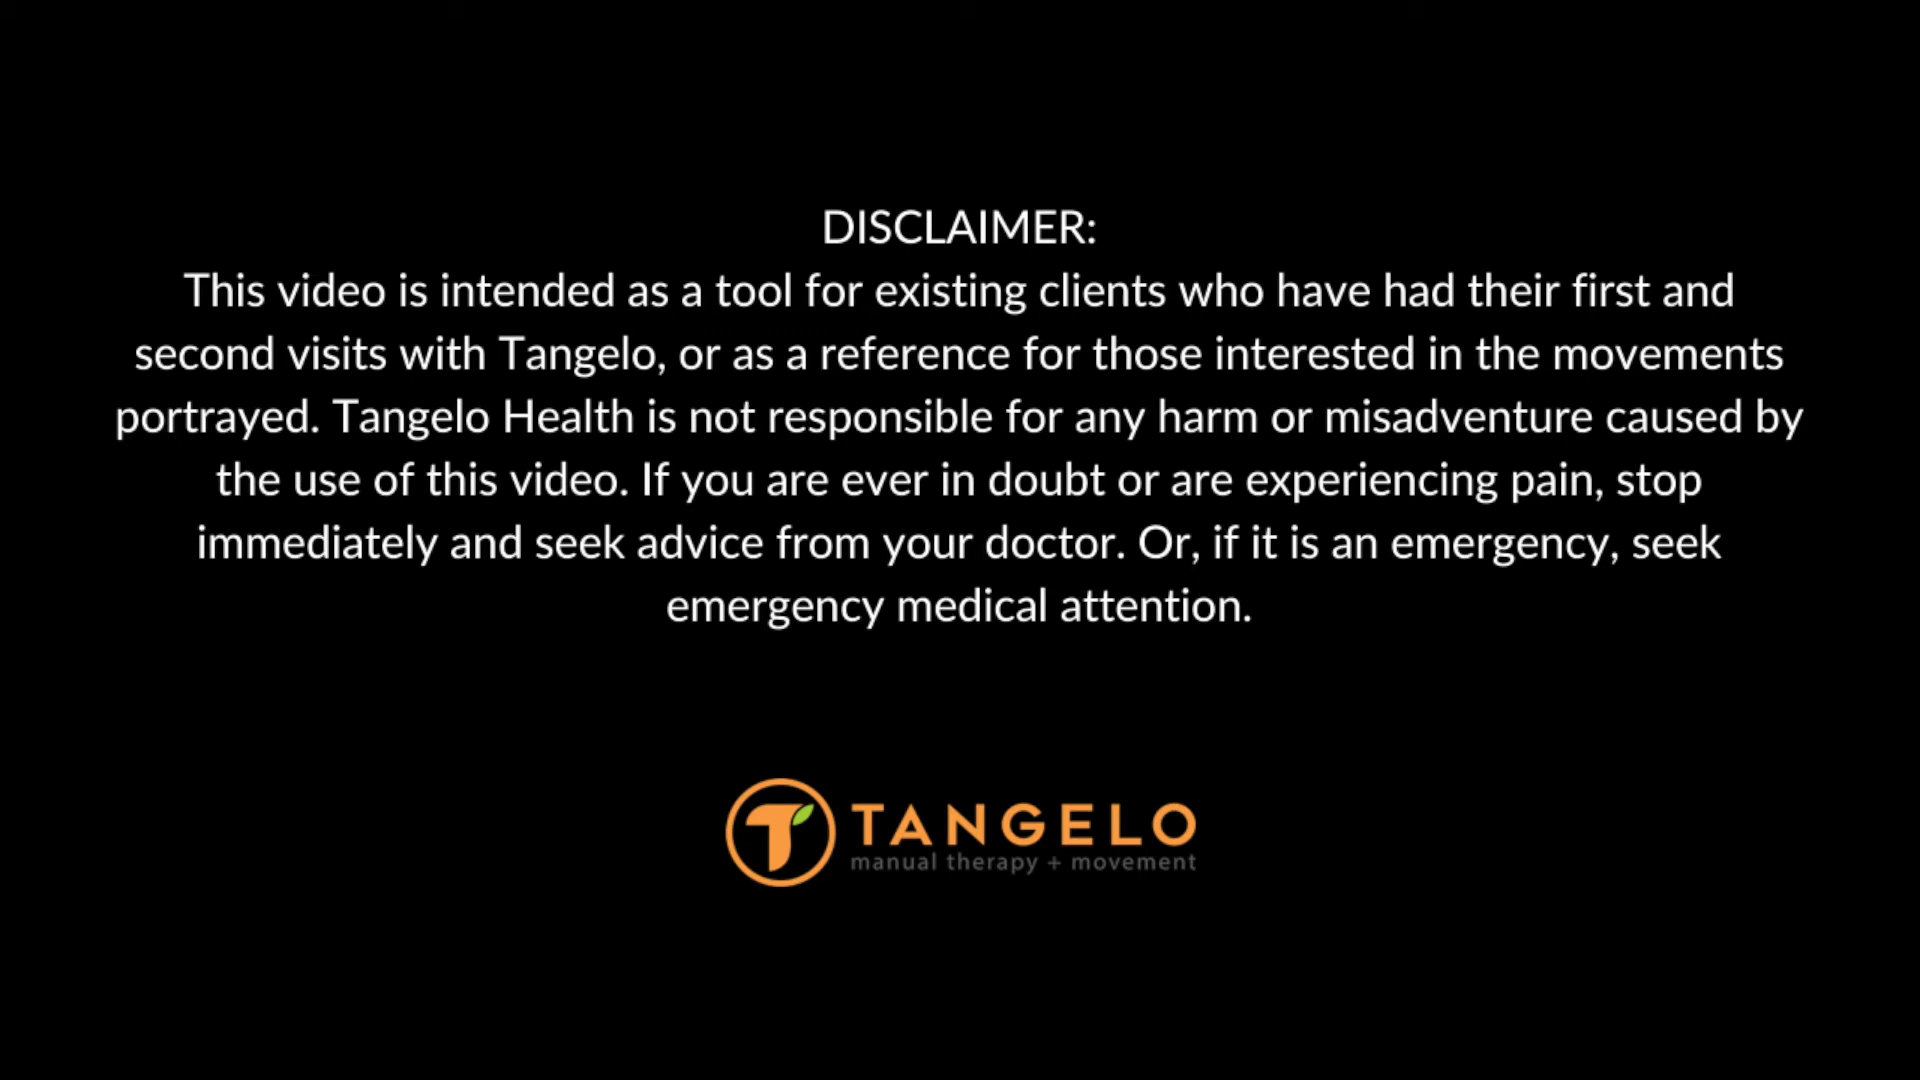 DISCLAIMER:
This video is intended as a tool for existing clients who have had their first and
second visits with Tangelo, or as a reference for those interested in the movements
portrayed. Tangelo Health is not responsible for any harm or misadventure caused by
the use of this video. If you are ever in doubt or are experiencing pain, stop
immediately and seek advice from your doctor. Or, if it is an emergency, seek
emergency medical attention.
TANGELO
manual therapy + movement